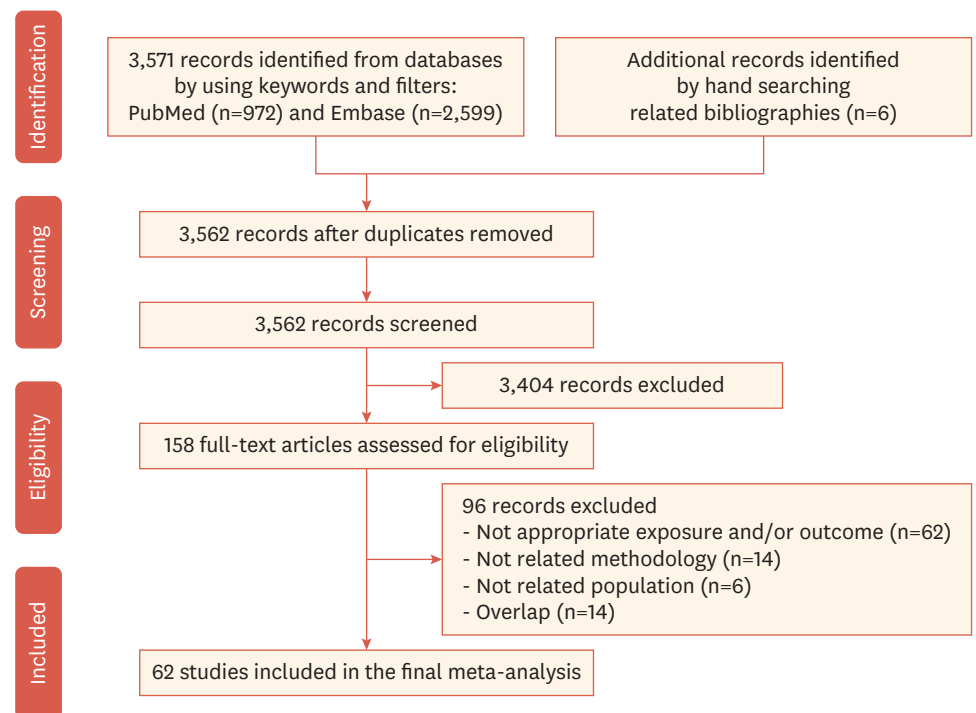 Identification
3,571 records identified from databases
by using keywords and filters:
PubMed (n=972) and Embase (n=2,599)
Additional records identified
by hand searching
related bibliographies (n=6)
Screening
3,562 records after duplicates removed
3,562 records screened
3,404 records excluded
Eligibility
158 full-text articles assessed for eligibility
96 records excluded
- Not appropriate exposure and/or outcome (n=62)
- Not related methodology (n=14)
- Not related population (n=6)
- Overlap (n=14)
Included
62 studies included in the final meta-analysis